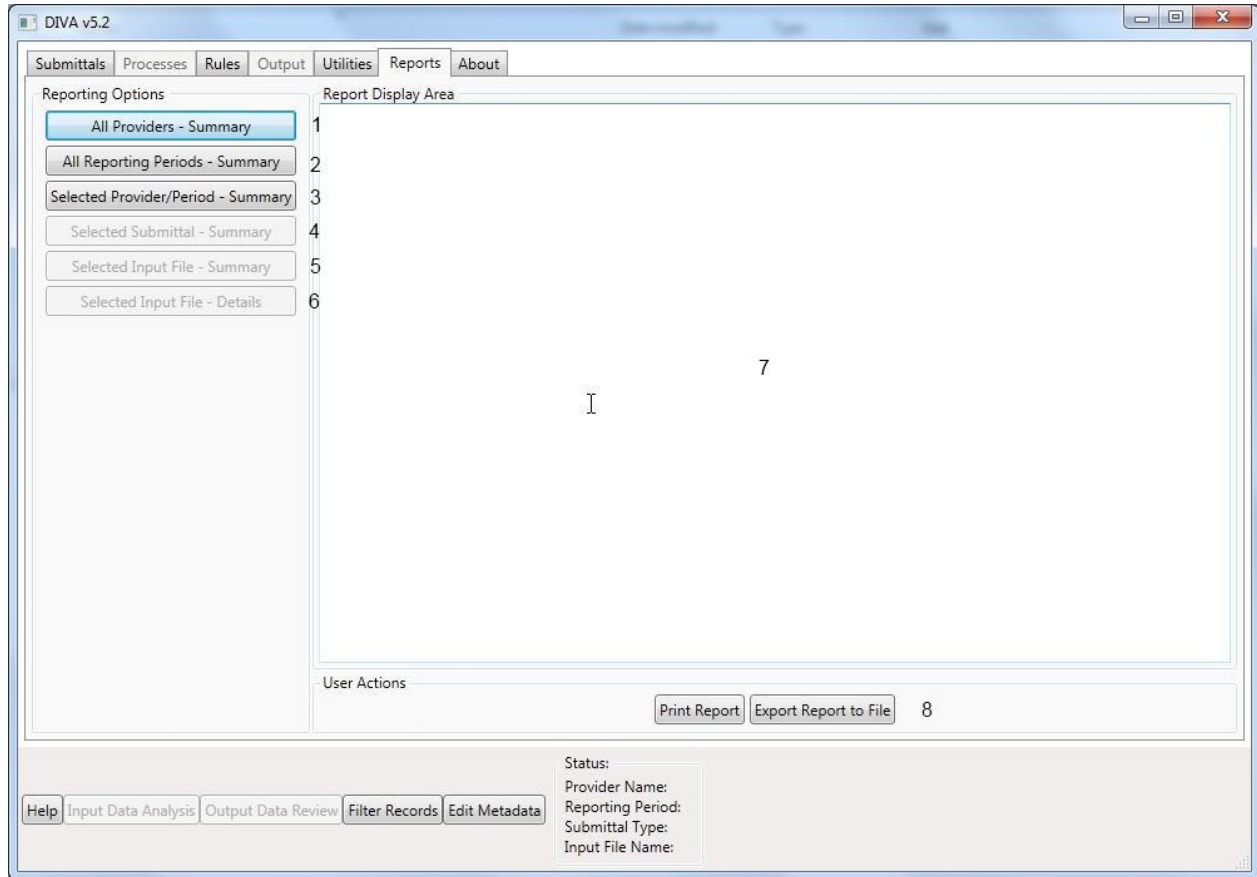 DIVA v5.2
Submittals Processes Rules Output Utilities Reports About
Reporting Options
All Providers - Summary 1
All Reporting Periods - Summary 2
Selected Provider/Period - Summary 3
Selected Submittal - Summary 4
Selected Input File - Summary 5
Selected Input File - Details 6
Report Display Area
7
User Actions
Print Report Export Report to File 8
Help Input Data Analysis Output Data Review Filter Records Edit Metadata
Status:
Provider Name:
Reporting Period:
Submittal Type:
Input File Name: